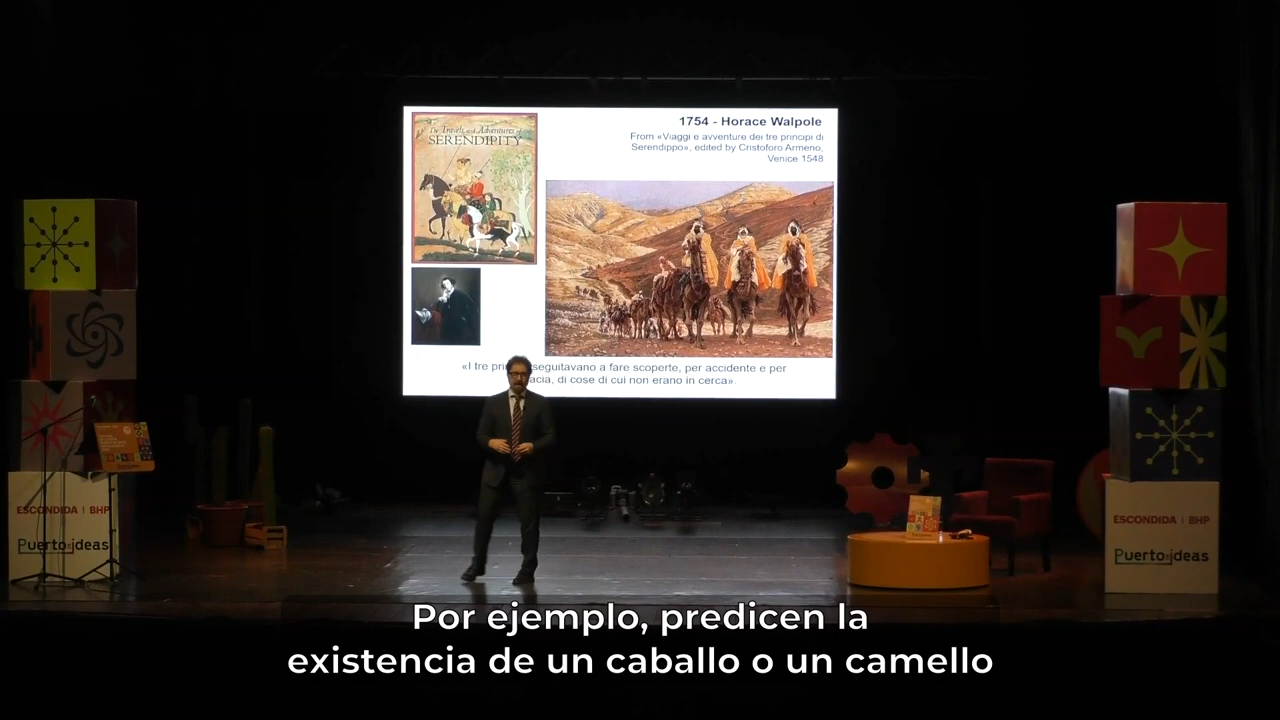 1754 - Horace Walpole
From «Viaggi e avventure dei tre principi di
Serendippo», edited by Cristoforo Armeno,
Venice 1548
The Travels and Adventures of
SERENDIPITY
«I tre seguitavano a fare scoperte, per accidente e per
di cose di cui non erano in cerca».
ESCONDIDA | BHP
Puerto de ideas
ESCONDIDA | BHP
Puerto de ideas
Por ejemplo, predicen la
existencia de un caballo o un camello